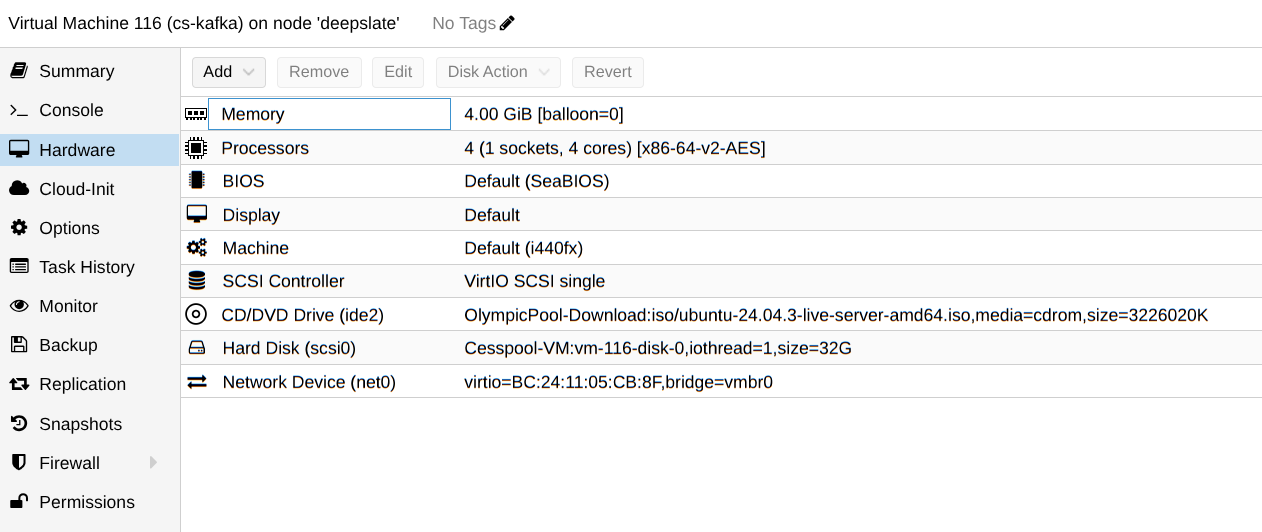 Virtual Machine 116 (cs-kafka) on node 'deepslate' No Tags
Summary
Console
Hardware
Cloud-Init
Options
Task History
Monitor
Backup
Replication
Snapshots
Firewall
Permissions
Add Remove Edit Disk Action Revert
Memory 4.00 GiB [balloon=0]
Processors 4 (1 sockets, 4 cores) [x86-64-v2-AES]
BIOS Default (SeaBIOS)
Display Default
Machine Default (i440fx)
SCSI Controller VirtIO SCSI single
CD/DVD Drive (ide2) OlympicPool-Download:iso/ubuntu-24.04.3-live-server-amd64.iso,media=cdrom,size=3226020K
Hard Disk (scsi0) Cesspool-VM:vm-116-disk-0,iothread=1,size=32G
Network Device (net0) virtio=BC:24:11:05:CB:8F,bridge=vmbr0